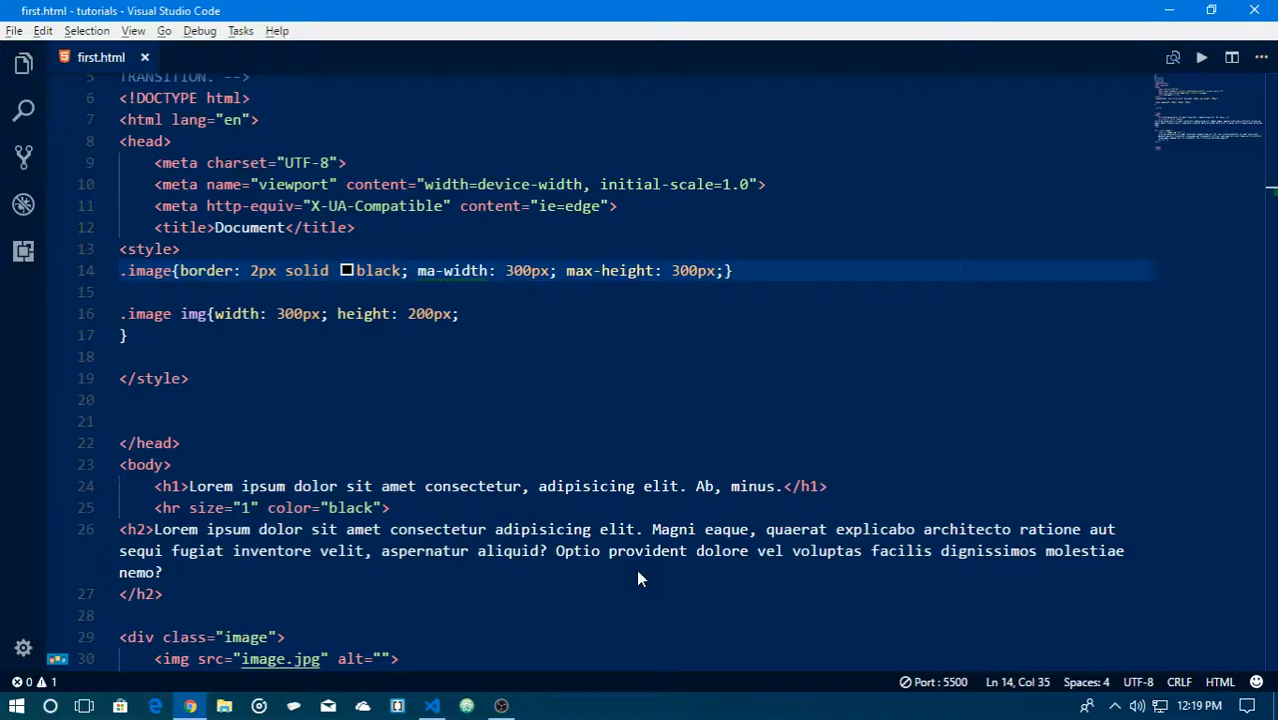 first.html - tutorials - Visual Studio Code
File Edit Selection View Go Debug Tasks Help
first.html
5 TRANSITION. -->
6 <!DOCTYPE html>
7 <html lang="en">
8 <head>
9 <meta charset="UTF-8">
10 <meta name="viewport" content="width=device-width, initial-scale=1.0">
11 <meta http-equiv="X-UA-Compatible" content="ie=edge">
12 <title>Document</title>
13 <style>
14 .image{border: 2px solid black; ma-width: 300px; max-height: 300px;}
15
16 .image img{width: 300px; height: 200px;
17 }
18
19 </style>
20
21
22 </head>
23 <body>
24 <h1>Lorem ipsum dolor sit amet consectetur, adipisicing elit. Ab, minus.</h1>
25 <hr size="1" color="black">
26 <h2>Lorem ipsum dolor sit amet consectetur adipisicing elit. Magni eaque, quaerat explicabo architecto ratione aut
sequi fugiat inventore velit, aspernatur aliquid? Optio provident dolore vel voluptas facilis dignissimos molestiae
nemo?
27 </h2>
28
29 <div class="image">
30 <img src="image.jpg" alt="">
0 1 Port : 5500 Ln 14, Col 35 Spaces: 4 UTF-8 CRLF HTML
12:19 PM